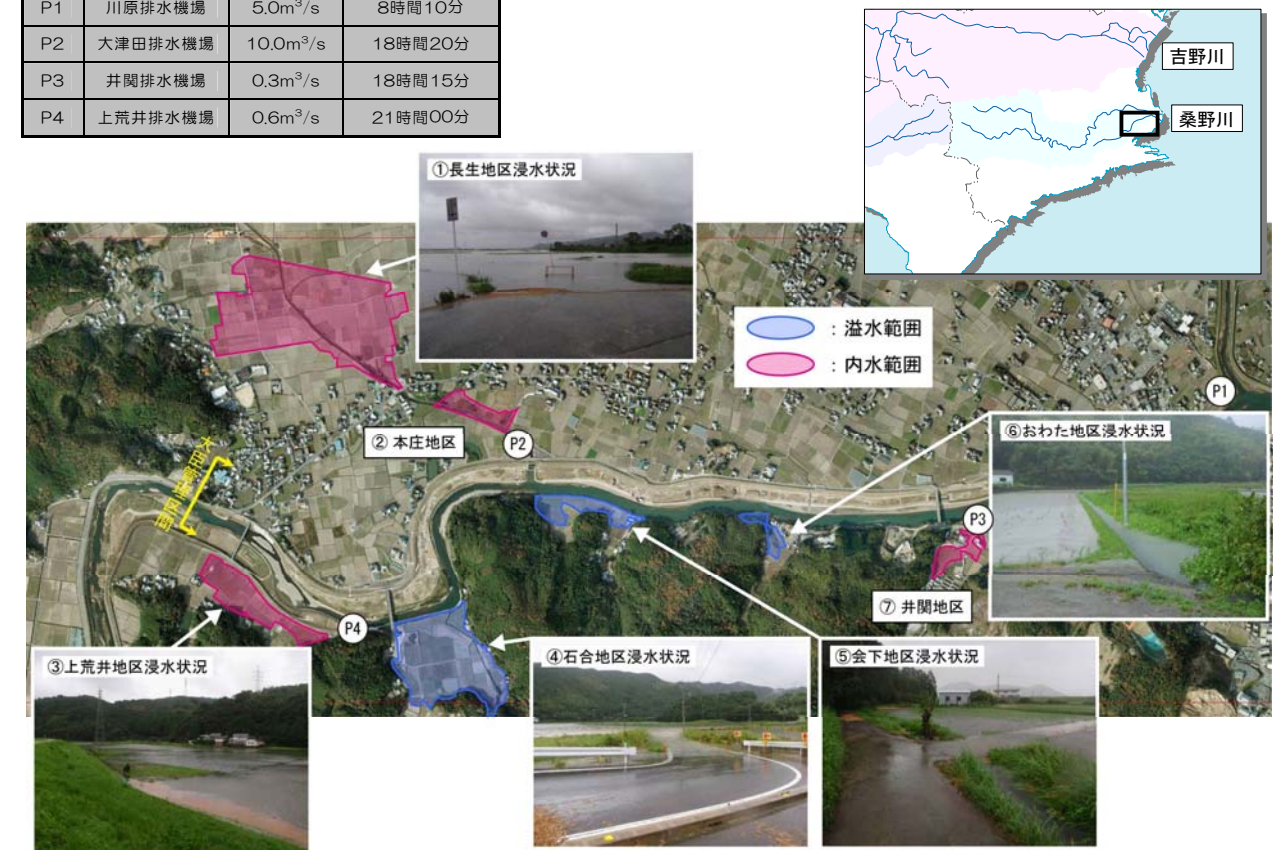 P1 川原排水機場 5.0m³/s 8時間10分
P2 大津田排水機場 10.0m³/s 18時間20分
P3 井関排水機場 0.3m³/s 18時間15分
P4 上荒井排水機場 0.6m³/s 21時間00分
吉野川
桑野川
①長生地区浸水状況
：溢水範囲
：内水範囲
P1
⑥おわた地区浸水状況
② 本庄地区
P2
P3
⑦ 井関地区
P4
③上荒井地区浸水状況
④石合地区浸水状況
⑤会下地区浸水状況